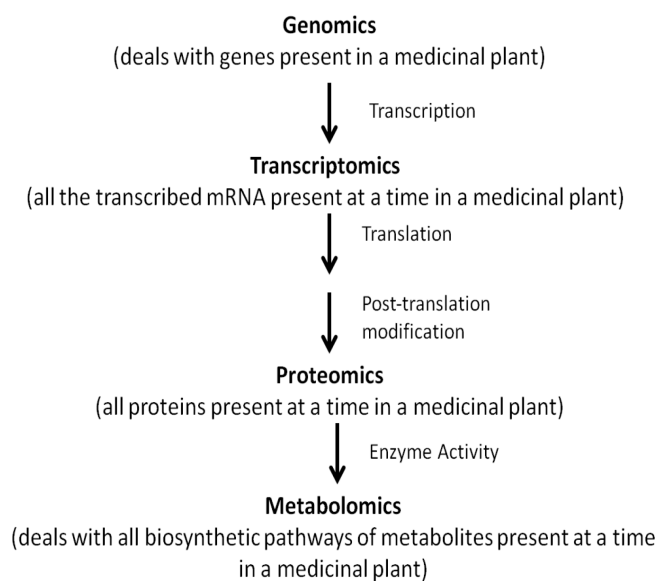 Genomics
(deals with genes present in a medicinal plant)
Transcription
Transcriptomics
(all the transcribed mRNA present at a time in a medicinal plant)
Translation
Post-translation
modification
Proteomics
(all proteins present at a time in a medicinal plant)
Enzyme Activity
Metabolomics
(deals with all biosynthetic pathways of metabolites present at a time
in a medicinal plant)